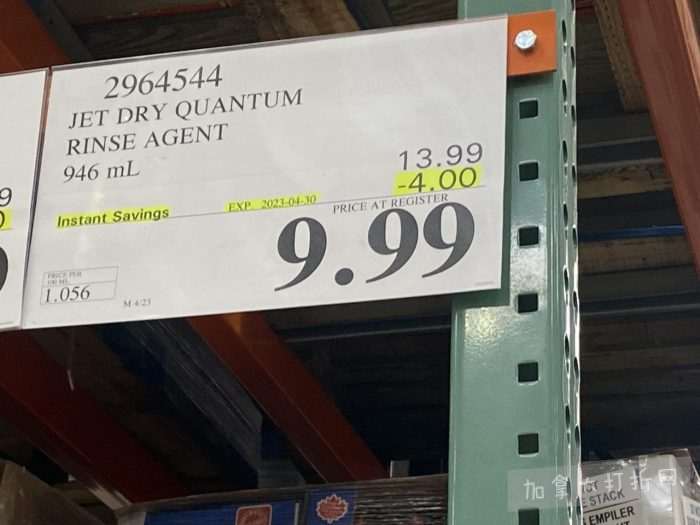 2964544
JET DRY QUANTUM
RINSE AGENT
946 mL
13.99
-4.00
Instant Savings
EXP. 2023-04-30
PRICE AT REGISTER
9.99
PRICE PER
100 ML
1.056
M 4/23
9
加拿大打折网
STACK
EMPILER